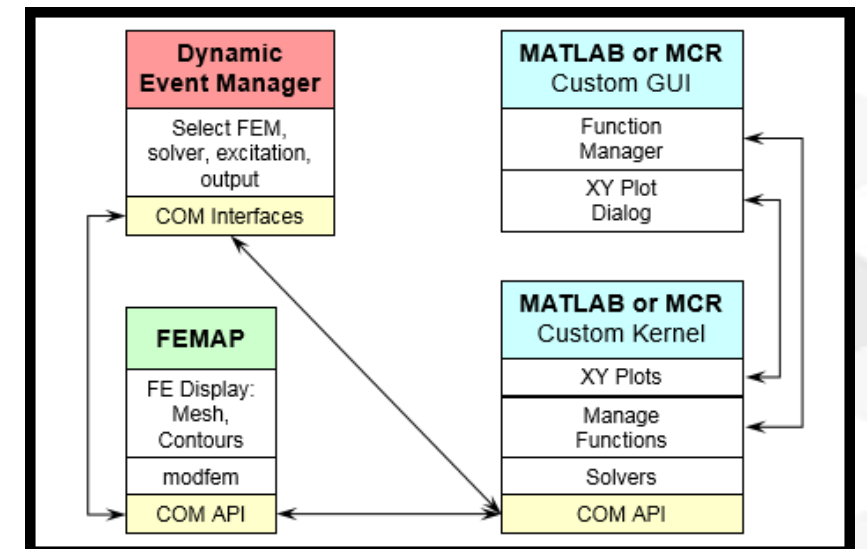 Dynamic
Event Manager
Select FEM,
solver, excitation,
output
COM Interfaces
MATLAB or MCR
Custom GUI
Function
Manager
XY Plot
Dialog
FEMAP
FE Display:
Mesh,
Contours
modfem
COM API
MATLAB or MCR
Custom Kernel
XY Plots
Manage
Functions
Solvers
COM API